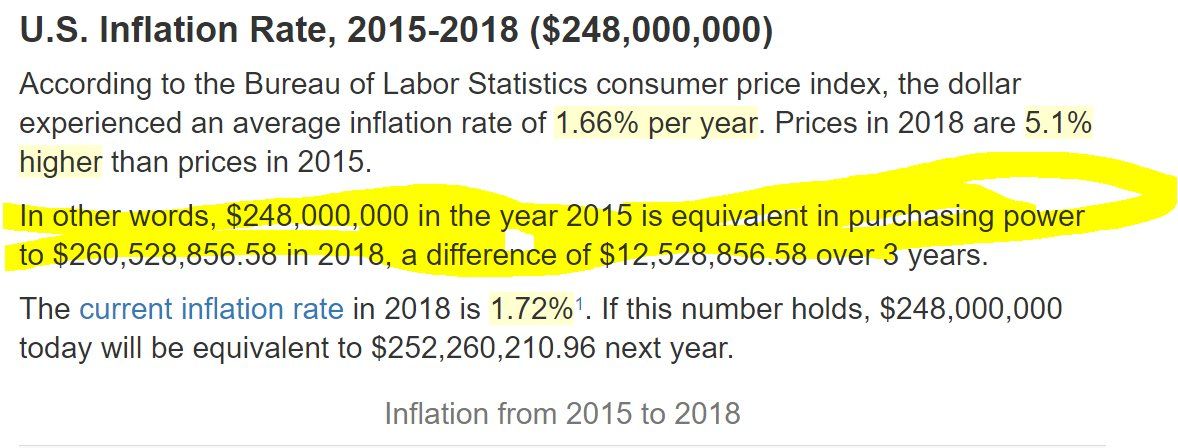 U.S. Inflation Rate, 2015-2018 ($248,000,000)
According to the Bureau of Labor Statistics consumer price index, the dollar
experienced an average inflation rate of 1.66% per year. Prices in 2018 are 5.1%
higher than prices in 2015.
In other words, $248,000,000 in the year 2015 is equivalent in purchasing power
to $260,528,856.58 in 2018, a difference of $12,528,856.58 over 3 years.
The current inflation rate in 2018 is 1.72%¹. If this number holds, $248,000,000
today will be equivalent to $252,260,210.96 next year.
Inflation from 2015 to 2018